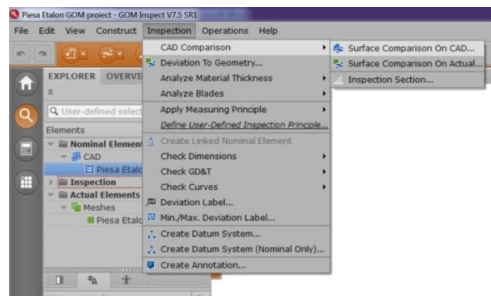 Piesa Etalon GOM project - GOM Inspect V7.5 SR1
File Edit View Construct Inspection Operations Help
CAD Comparison
Surface Comparison On CAD...
Deviation To Geometry...
Surface Comparison On Actual...
Analyze Material Thickness
Inspection Section...
Analyze Blades
Apply Measuring Principle
Define User-Defined Inspection Principle...
Create Linked Nominal Element
Check Dimensions
Check GD&T
Check Curves
Deviation Label...
Min./Max. Deviation Label...
Create Datum System...
Create Datum System (Nominal Only)...
Create Annotation...
EXPLORER OVERVI
User-defined select
Elements
Nominal Element
CAD
Piesa Etalo
Inspection
Actual Elements
Meshes
Piesa Etalo